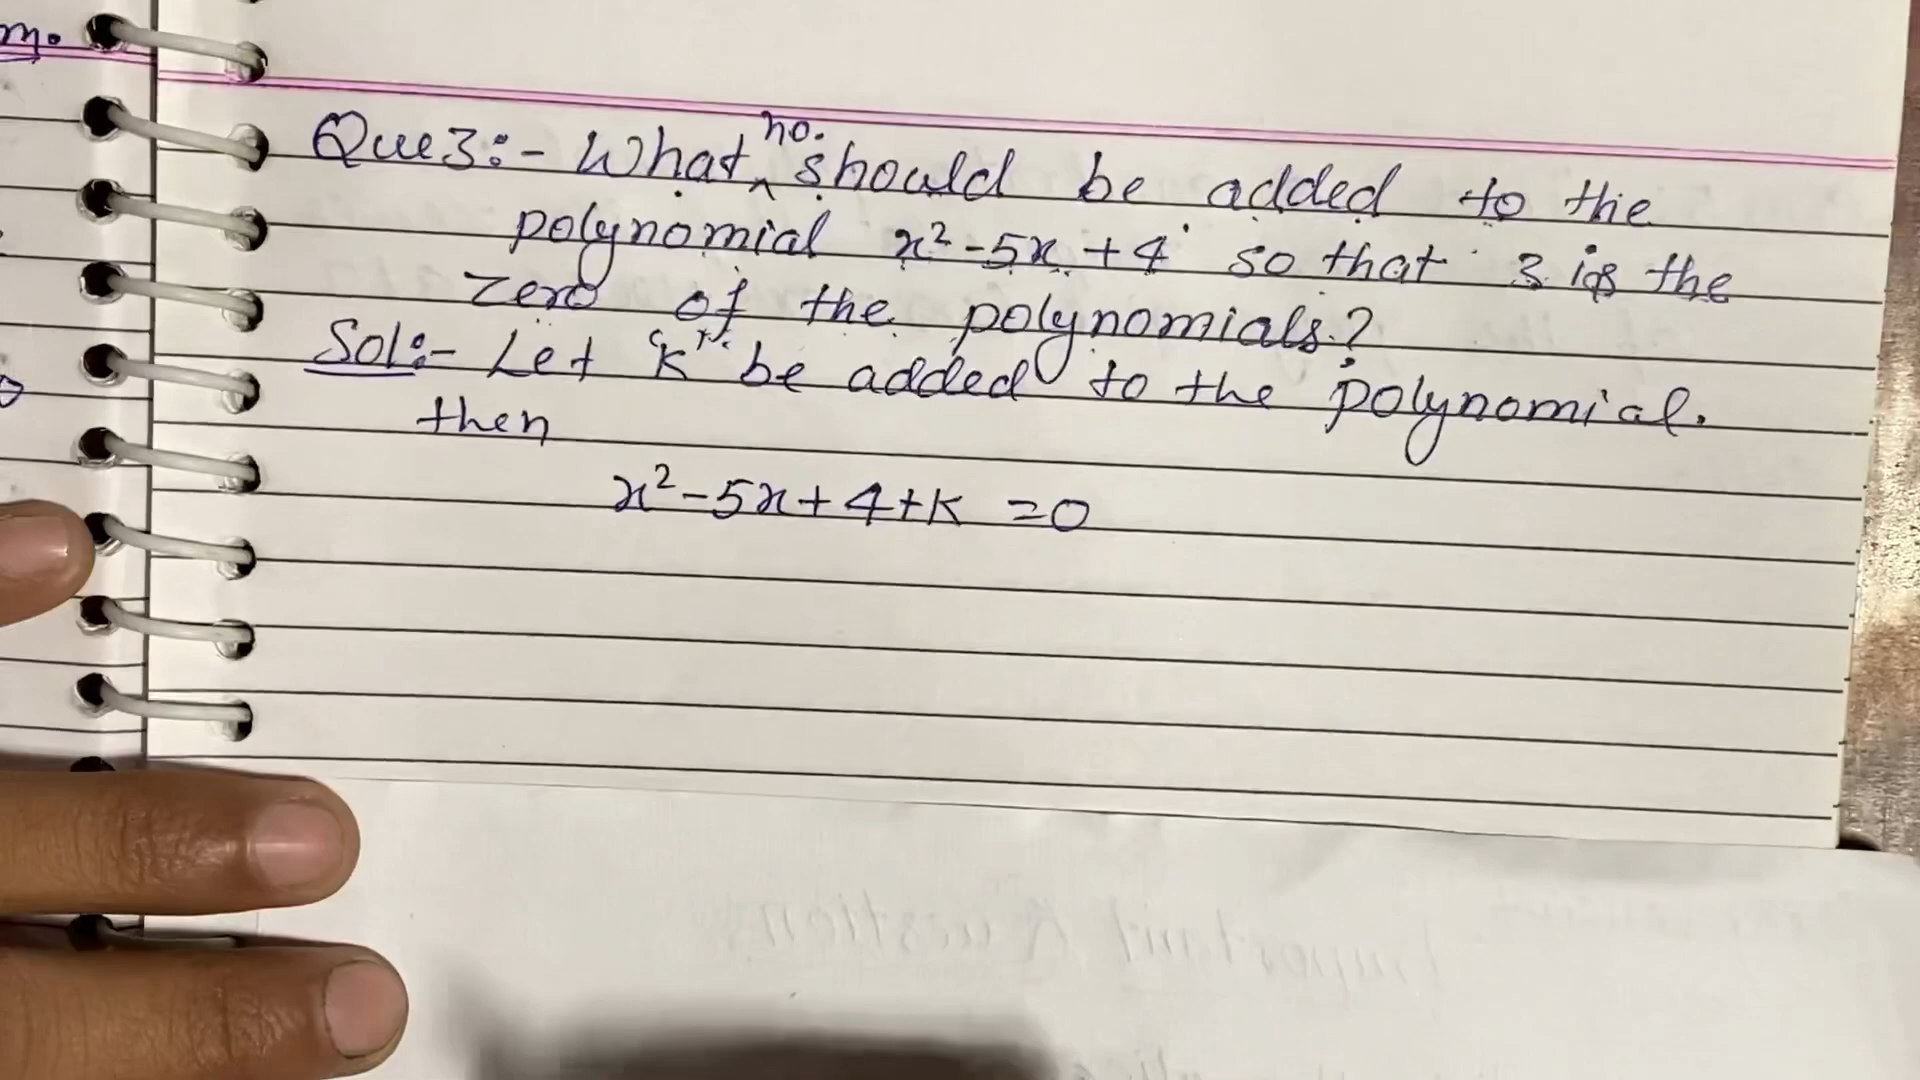 m.
Que3:- What no. should be added to the
polynomial x² -5x +4 so that 3 is the
zero of the polynomials?
Sol:- Let "K" be added to the polynomial.
then
x² -5x + 4 + K = 0